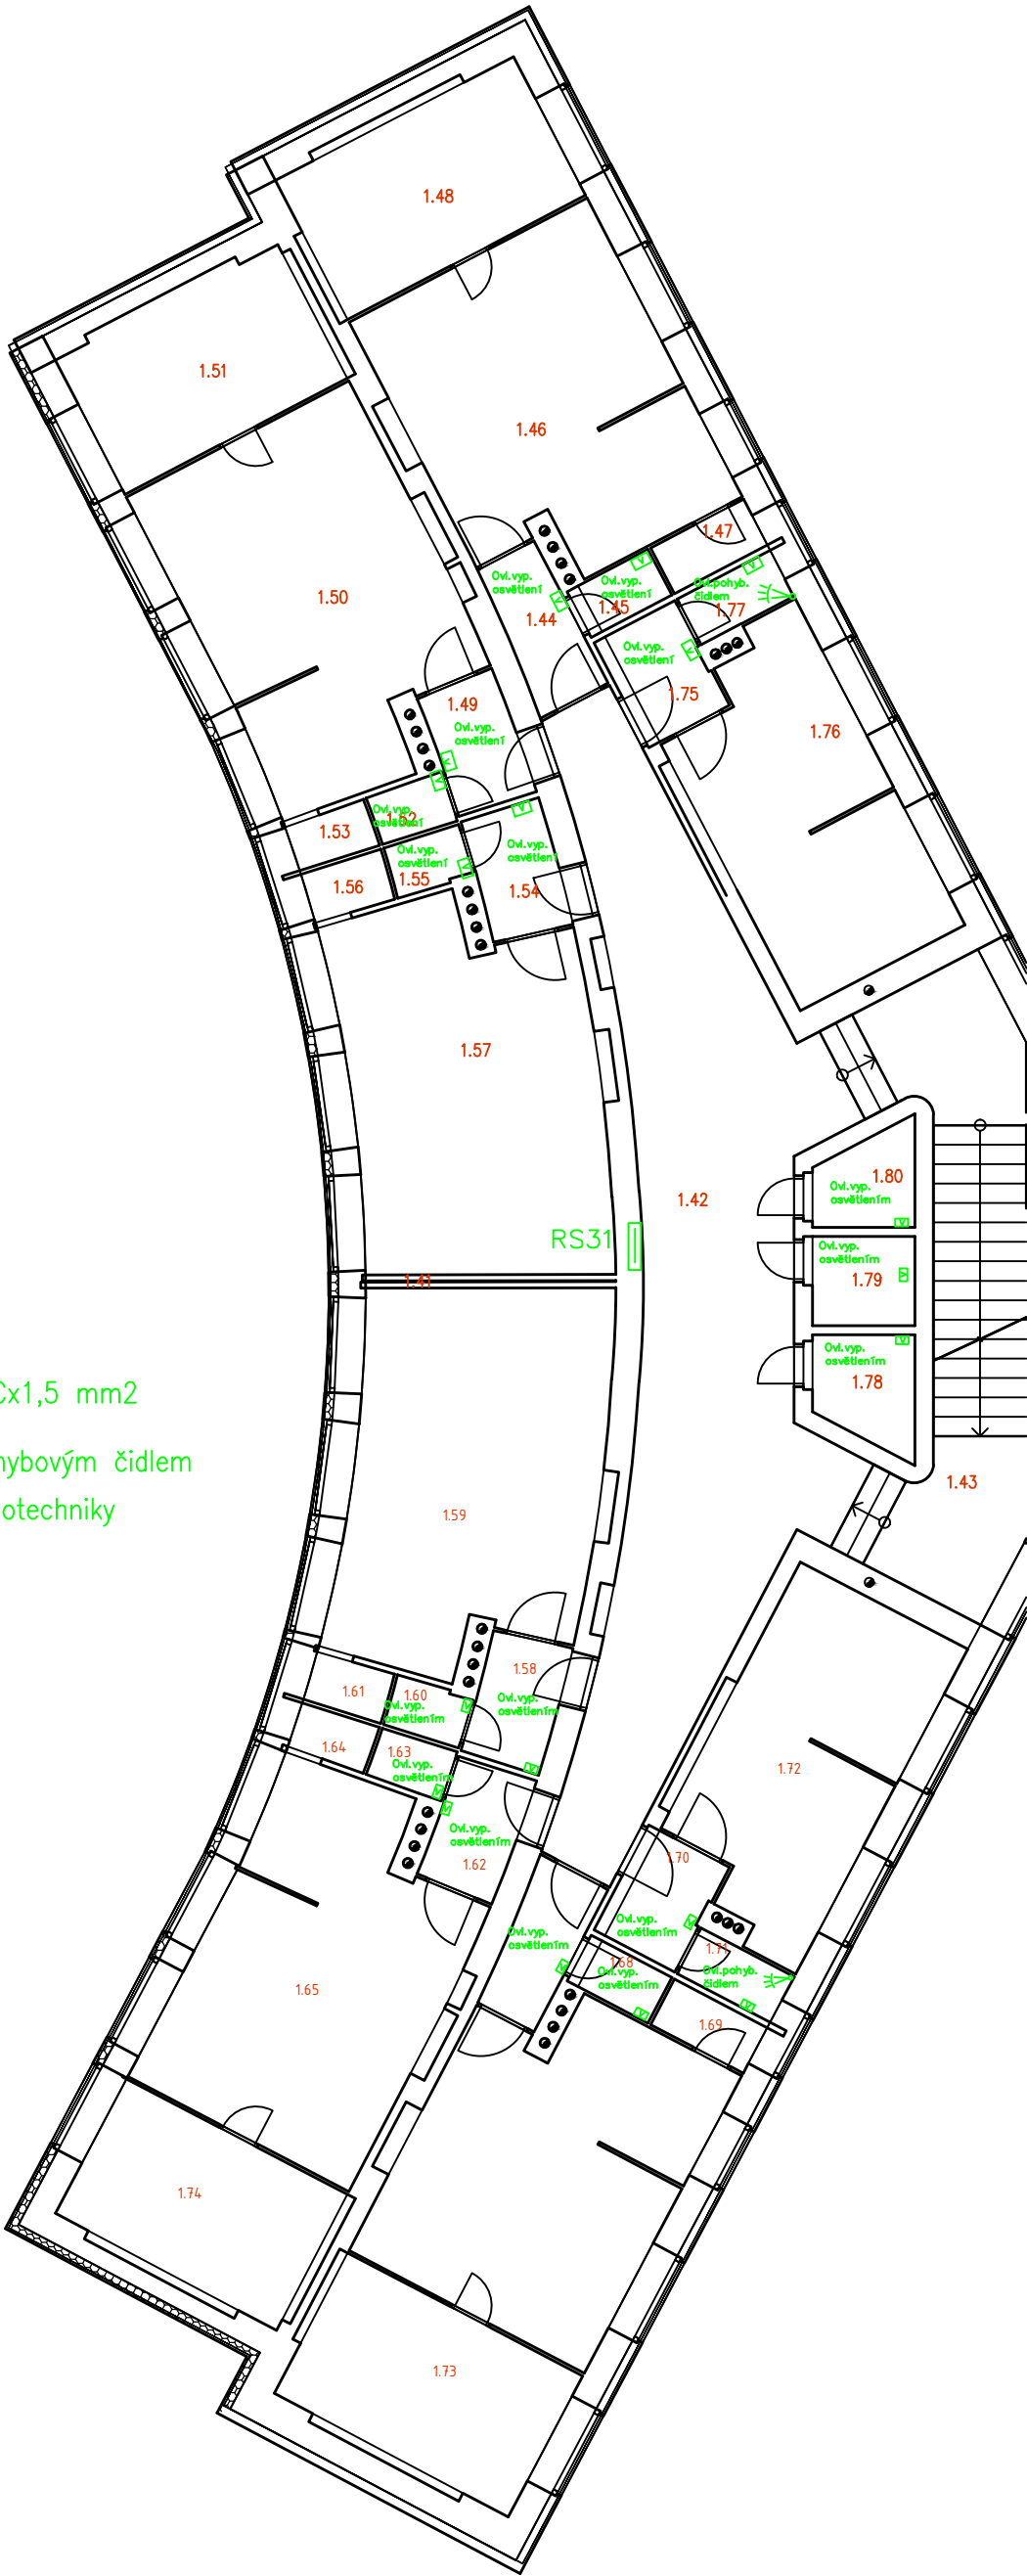 1.48
1.51
1.46
1.47
Ovl.vyp.
osvětlení
Ovl.vyp.
osvětlení
Ovl.pohyb.
čidlem
1.50
1.45
1.77
1.44
Ovl.vyp.
osvětlení
1.75
1.49
1.76
Ovl.vyp.
osvětlení
Ovl.vyp.
osvětlení
1.52
1.53
Ovl.vyp.
osvětlení
Ovl.vyp.
osvětlení
1.56
1.55
1.54
1.57
1.42
1.80
Ovl.vyp.
osvětlením
RS31
Ovl.vyp.
osvětlením
1.79
1.41
Ovl.vyp.
osvětlením
1.78
Cx1,5 mm2
hybovým čidlem
otechniky
1.43
1.59
1.58
1.61
1.60
Ovl.vyp.
osvětlením
Ovl.vyp.
osvětlením
1.64
1.63
Ovl.vyp.
osvětlením
1.72
Ovl.vyp.
osvětlením
1.62
1.70
Ovl.vyp.
osvětlením
Ovl.vyp.
osvětlením
1.71
1.68
Ovl.vyp.
osvětlením
Ovl.pohyb.
čidlem
1.65
1.69
1.74
1.73